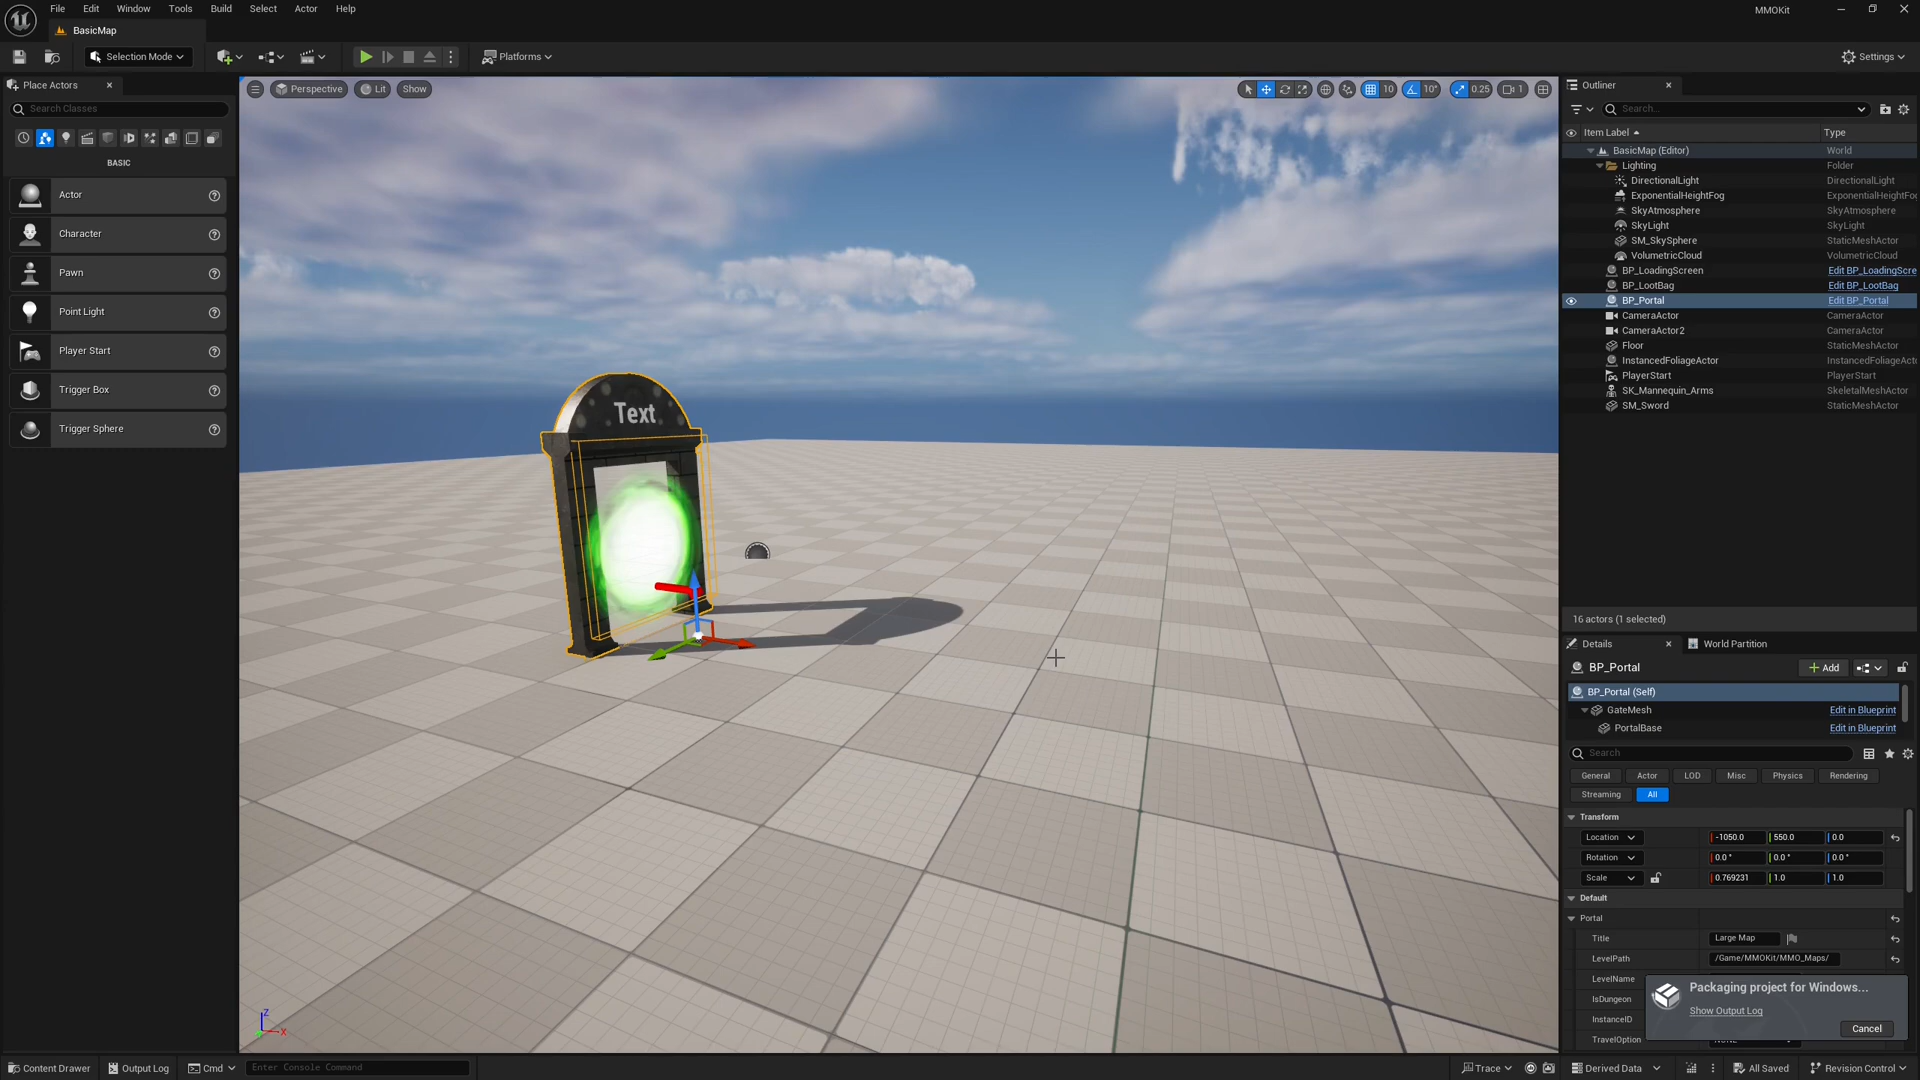 File Edit Window Tools Build Select Actor Help
MMOKit
BasicMap
Selection Mode
Platforms
Settings
Place Actors
Search Classes
BASIC
Actor
Character
Pawn
Point Light
Player Start
Trigger Box
Trigger Sphere
Perspective Lit Show
10 10° 0.25 1
Text
Z
X
Outliner
Search...
Item Label Type
BasicMap (Editor) World
Lighting Folder
DirectionalLight DirectionalLight
ExponentialHeightFog ExponentialHeightFo
SkyAtmosphere SkyAtmosphere
SkyLight SkyLight
SM_SkySphere StaticMeshActor
VolumetricCloud VolumetricCloud
BP_LoadingScreen Edit BP_LoadingScre
BP_LootBag Edit BP_LootBag
BP_Portal Edit BP_Portal
CameraActor CameraActor
CameraActor2 CameraActor
Floor StaticMeshActor
InstancedFoliageActor InstancedFoliageAct
PlayerStart PlayerStart
SK_Mannequin_Arms SkeletalMeshActor
SM_Sword StaticMeshActor
16 actors (1 selected)
Details World Partition
BP_Portal Add
BP_Portal (Self)
GateMesh Edit in Blueprint
PortalBase Edit in Blueprint
Search
General Actor LOD Misc Physics Rendering
Streaming All
Transform
Location -1050.0 550.0 0.0
Rotation 0.0 ° 0.0 ° 0.0 °
Scale 0.769231 1.0 1.0
Default
Portal
Title Large Map
LevelPath /Game/MMOKit/MMO_Maps/
LevelName
IsDungeon
InstanceID
TravelOption
Packaging project for Windows...
Show Output Log
Cancel
Content Drawer Output Log Cmd Enter Console Command
Trace Derived Data All Saved Revision Control